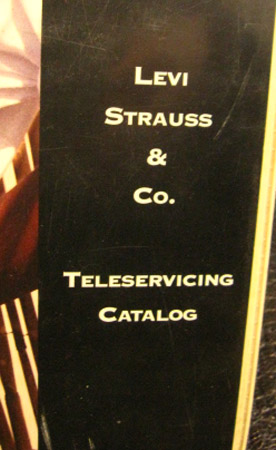 Levi
Strauss
&
Co.
Teleservicing
Catalog